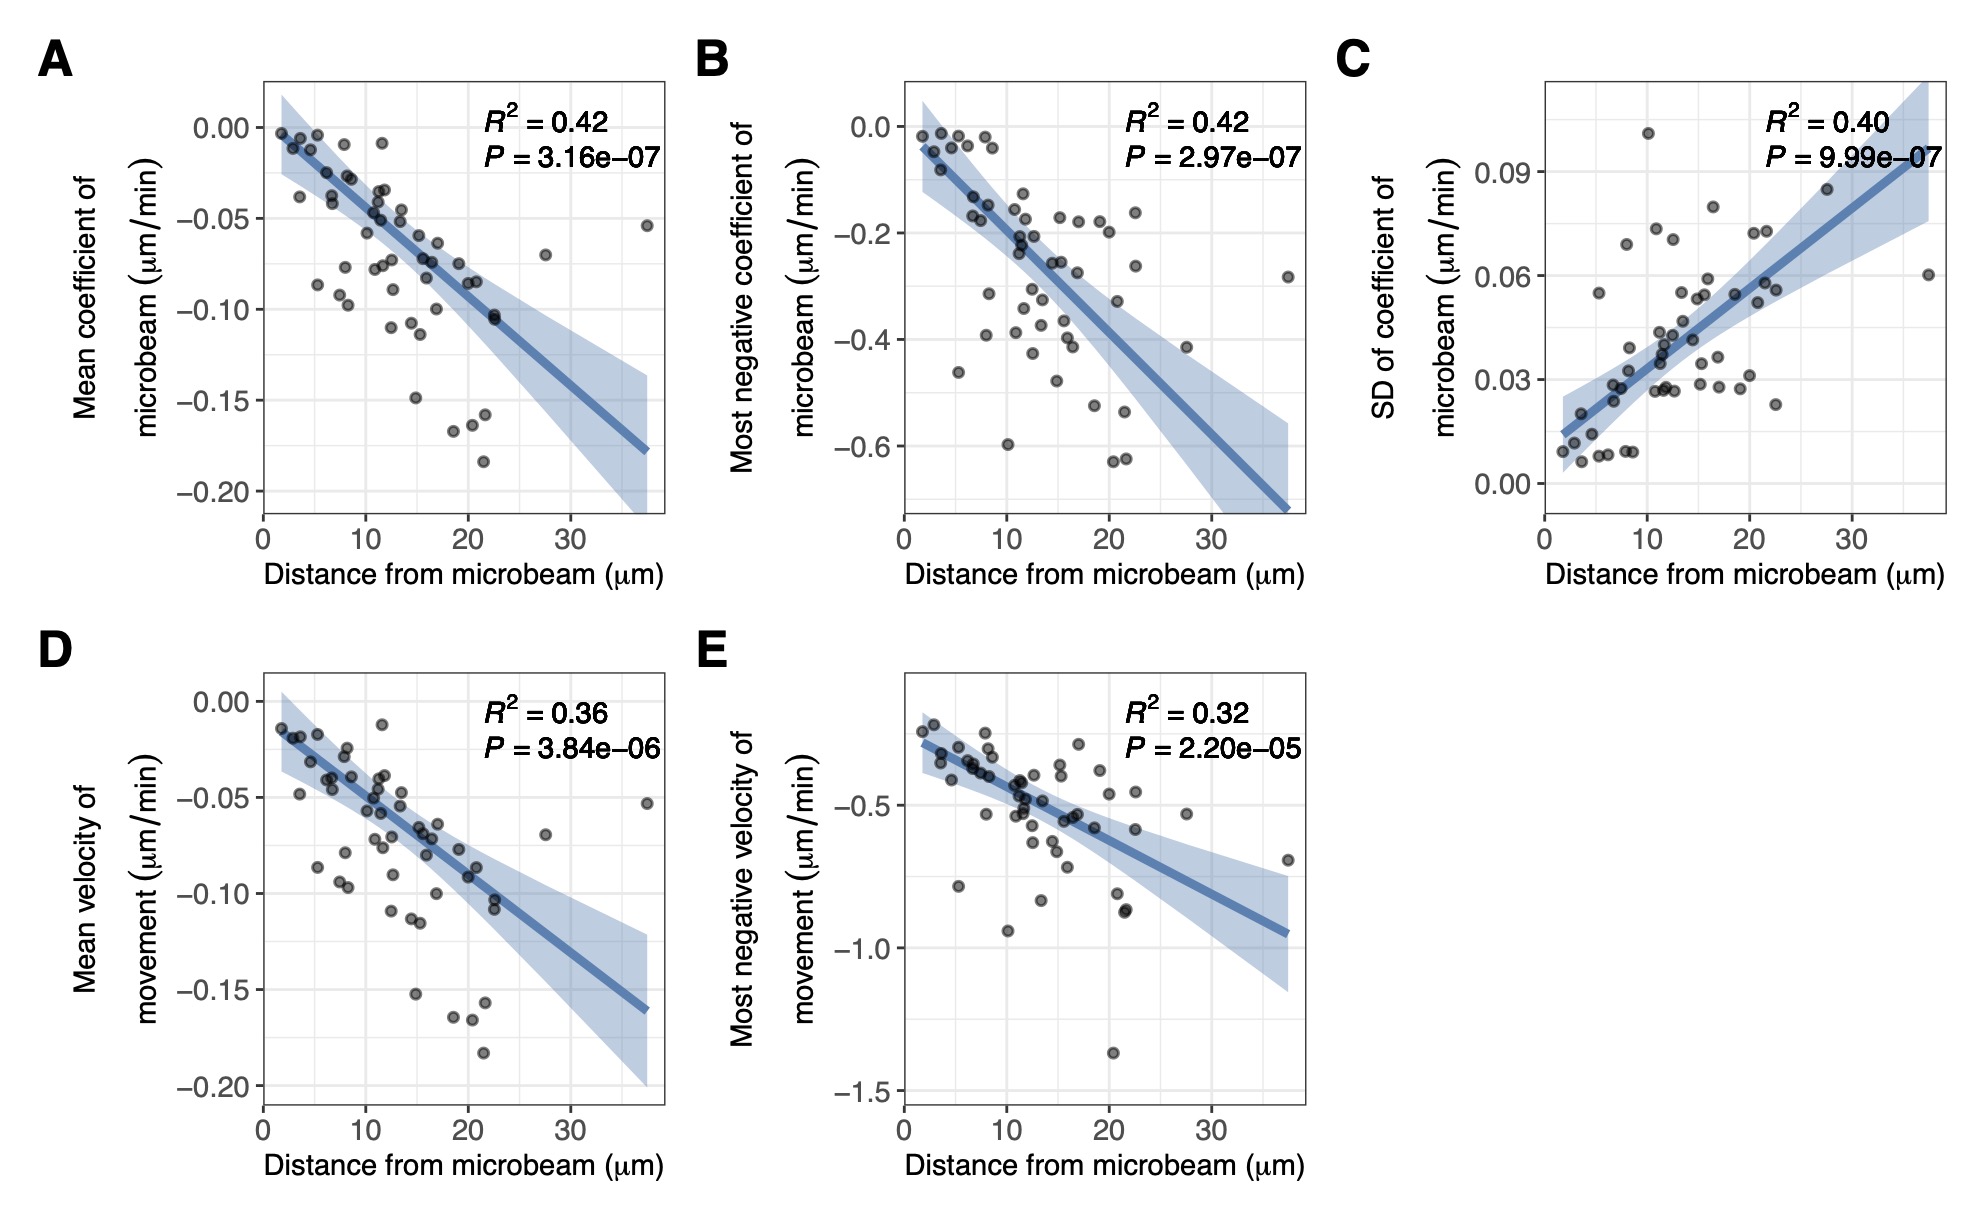 A
Mean coefficient of
microbeam (μm/min)
0.00
−0.05
−0.10
−0.15
−0.20
R² = 0.42
P = 3.16e−07
0 10 20 30
Distance from microbeam (μm)
B
Most negative coefficient of
microbeam (μm/min)
0.0
−0.2
−0.4
−0.6
R² = 0.42
P = 2.97e−07
0 10 20 30
Distance from microbeam (μm)
C
SD of coefficient of
microbeam (μm/min)
0.09
0.06
0.03
0.00
R² = 0.40
P = 9.99e−07
0 10 20 30
Distance from microbeam (μm)
D
Mean velocity of
movement (μm/min)
0.00
−0.05
−0.10
−0.15
−0.20
R² = 0.36
P = 3.84e−06
0 10 20 30
Distance from microbeam (μm)
E
Most negative velocity of
movement (μm/min)
−0.5
−1.0
−1.5
R² = 0.32
P = 2.20e−05
0 10 20 30
Distance from microbeam (μm)